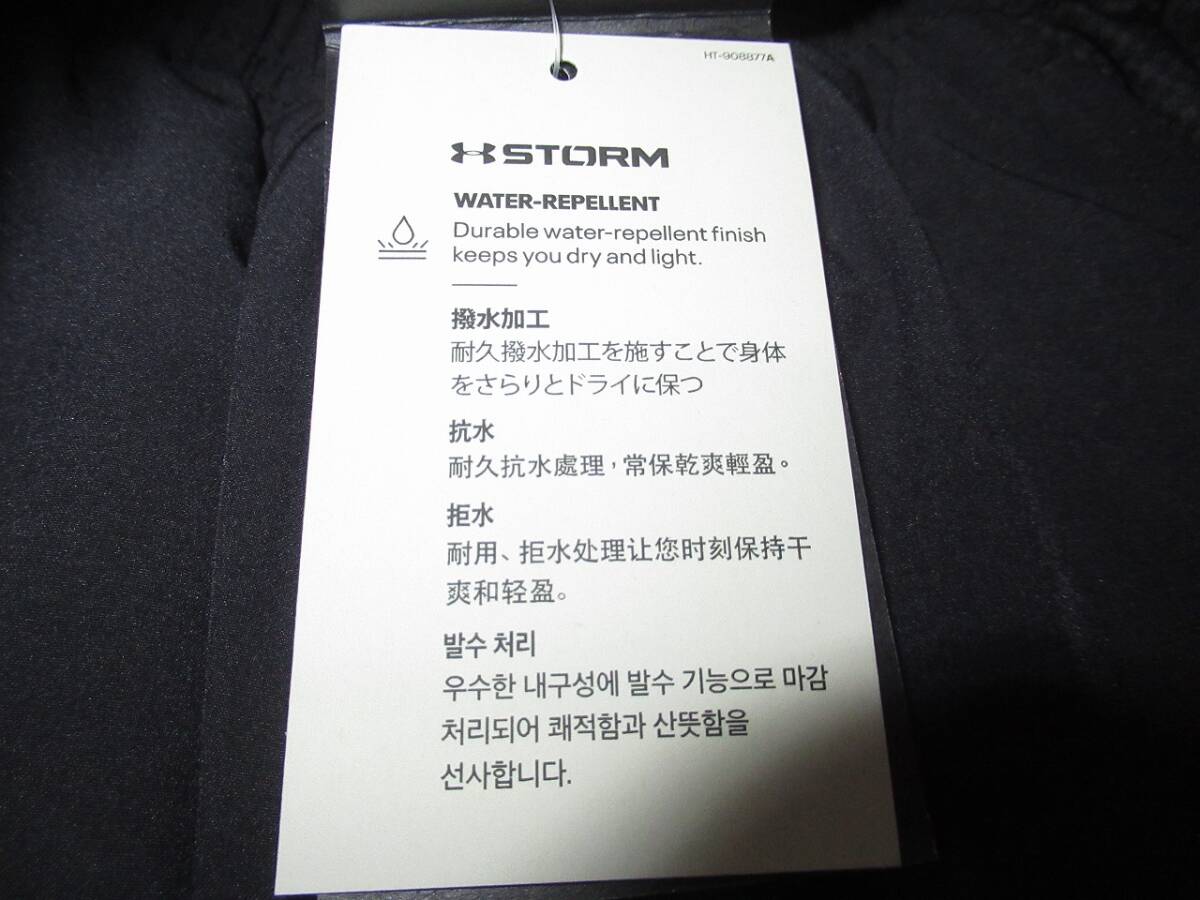 HT-908877A
STORM
WATER-REPELLENT
Durable water-repellent finish
keeps you dry and light.
撥水加工
耐久撥水加工を施すことで身体
をさらりとドライに保つ
抗水
耐久抗水處理，常保乾爽輕盈。
拒水
耐用、拒水处理让您时刻保持干
爽和轻盈。
발수 처리
우수한 내구성에 발수 기능으로 마감
처리되어 쾌적함과 산뜻함을
선사합니다.